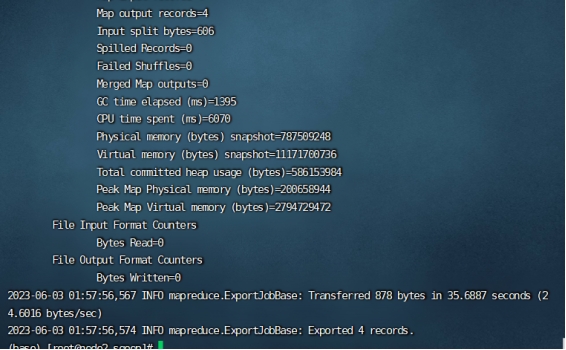 Map output records=4
Input split bytes=606
Spilled Records=0
Failed Shuffles=0
Merged Map outputs=0
GC time elapsed (ms)=1395
CPU time spent (ms)=6070
Physical memory (bytes) snapshot=787509248
Virtual memory (bytes) snapshot=11171700736
Total committed heap usage (bytes)=586153984
Peak Map Physical memory (bytes)=200658944
Peak Map Virtual memory (bytes)=2794729472
File Input Format Counters
Bytes Read=0
File Output Format Counters
Bytes Written=0
2023-06-03 01:57:56,567 INFO mapreduce.ExportJobBase: Transferred 878 bytes in 35.6887 seconds (2
4.6016 bytes/sec)
2023-06-03 01:57:56,574 INFO mapreduce.ExportJobBase: Exported 4 records.
(base) [root@node2 sqoop]#